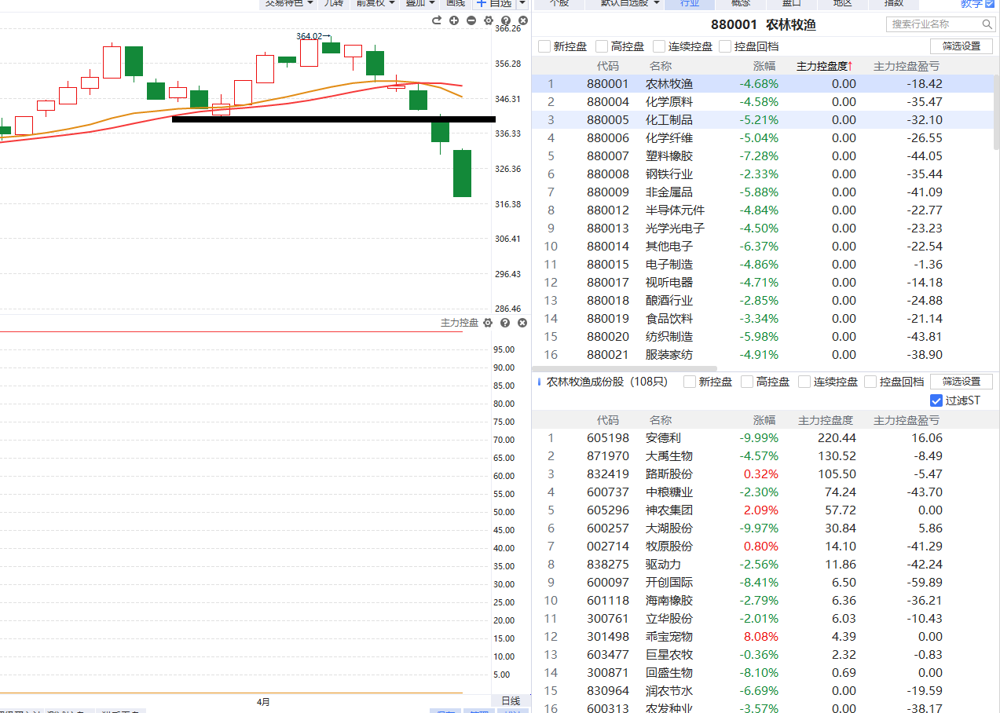 交易特色 九转 前复权 叠加 画线 自选 个股 默认自选股 行业 概念 盘口 地区 指数 教学
880001 农林牧渔 搜索行业名称
新控盘 高控盘 连续控盘 控盘回档 筛选设置
代码 名称 涨幅 主力控盘度↑ 主力控盘盈亏
1 880001 农林牧渔 -4.68% 0.00 -18.42
2 880004 化学原料 -4.58% 0.00 -35.47
3 880005 化工制品 -5.21% 0.00 -32.10
4 880006 化学纤维 -5.04% 0.00 -26.55
5 880007 塑料橡胶 -7.28% 0.00 -44.05
6 880008 钢铁行业 -2.33% 0.00 -35.44
7 880009 非金属品 -5.88% 0.00 -41.09
8 880012 半导体元件 -4.84% 0.00 -22.77
9 880013 光学光电子 -4.50% 0.00 -23.23
10 880014 其他电子 -6.37% 0.00 -22.54
11 880015 电子制造 -4.86% 0.00 -1.36
12 880017 视听电器 -4.71% 0.00 -14.18
13 880018 酿酒行业 -2.85% 0.00 -24.88
14 880019 食品饮料 -3.34% 0.00 -21.14
15 880020 纺织制造 -5.98% 0.00 -43.81
16 880021 服装家纺 -4.91% 0.00 -38.90
364.02→
366.26
356.28
346.31
336.33
326.36
316.38
306.41
296.43
286.46
主力控盘
95.00
90.00
85.00
80.00
75.00
70.00
65.00
60.00
55.00
50.00
45.00
40.00
35.00
30.00
25.00
20.00
15.00
10.00
5.00
4月 日线
农林牧渔成份股（108只） 新控盘 高控盘 连续控盘 控盘回档 筛选设置
过滤ST
代码 名称 涨幅 主力控盘度 主力控盘盈亏
1 605198 安德利 -9.99% 220.44 16.06
2 871970 大禹生物 -4.57% 130.52 -8.49
3 832419 路斯股份 0.32% 105.50 -5.47
4 600737 中粮糖业 -2.30% 74.24 -43.70
5 605296 神农集团 2.09% 57.72 0.00
6 600257 大湖股份 -9.97% 30.84 5.86
7 002714 牧原股份 0.80% 14.10 -41.29
8 838275 驱动力 -2.56% 11.86 -42.24
9 600097 开创国际 -8.41% 6.50 -59.89
10 601118 海南橡胶 -2.79% 6.36 -36.21
11 300761 立华股份 -2.01% 6.03 -10.43
12 301498 乖宝宠物 8.08% 4.39 0.00
13 603477 巨星农牧 -0.36% 2.32 -0.83
14 300871 回盛生物 -8.10% 0.69 0.00
15 830964 润农节水 -6.69% 0.00 -19.59
16 600313 农发种业 -3.57% 0.00 -38.17